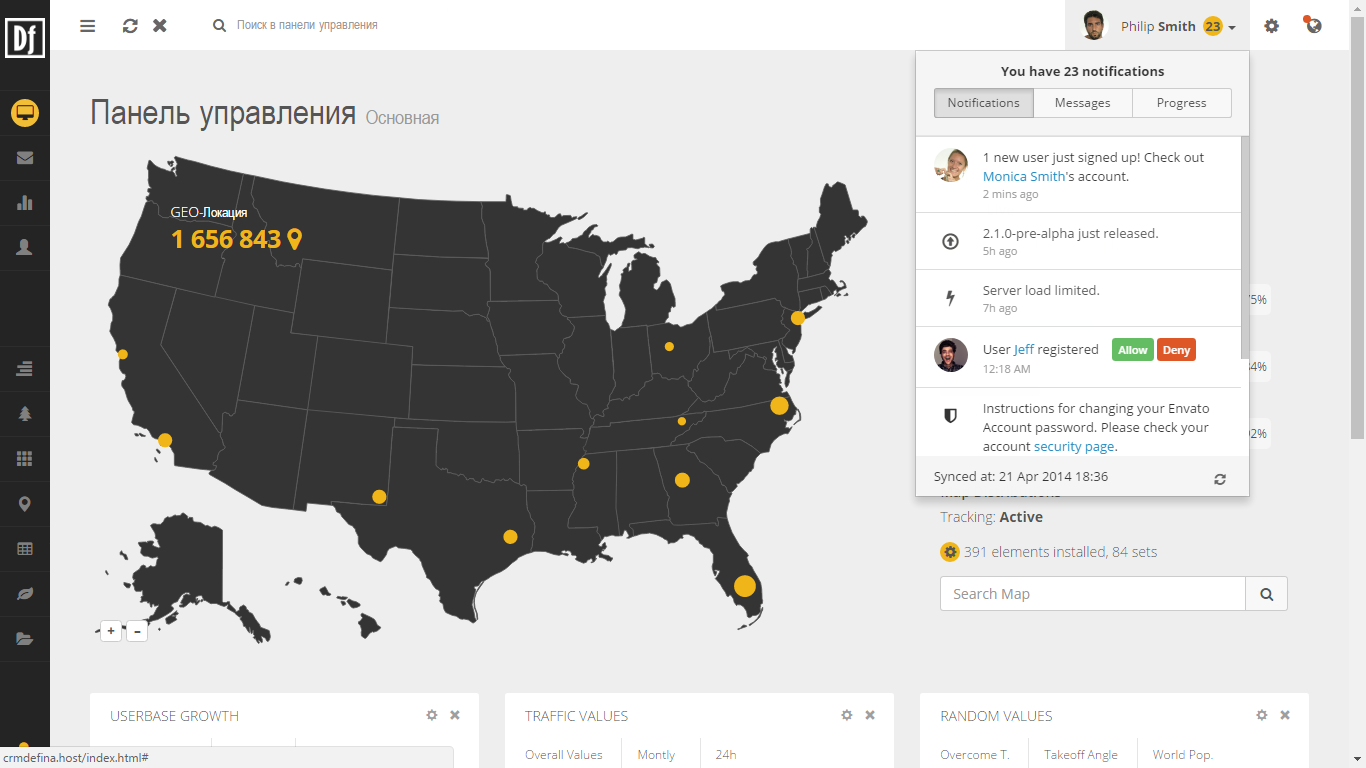 Df
Поиск в панели управления
Philip Smith 23
You have 23 notifications
Notifications Messages Progress
1 new user just signed up! Check out
Monica Smith's account.
2 mins ago
2.1.0-pre-alpha just released.
5h ago
Server load limited.
7h ago
User Jeff registered Allow Deny
12:18 AM
Instructions for changing your Envato
Account password. Please check your
account security page.
Synced at: 21 Apr 2014 18:36
Панель управления Основная
GEO-Локация
1 656 843
+ -
Tracking: Active
391 elements installed, 84 sets
Search Map
USERBASE GROWTH
TRAFFIC VALUES
Overall Values Montly 24h
RANDOM VALUES
Overcome T. Takeoff Angle World Pop.
crmdefina.host/index.html#